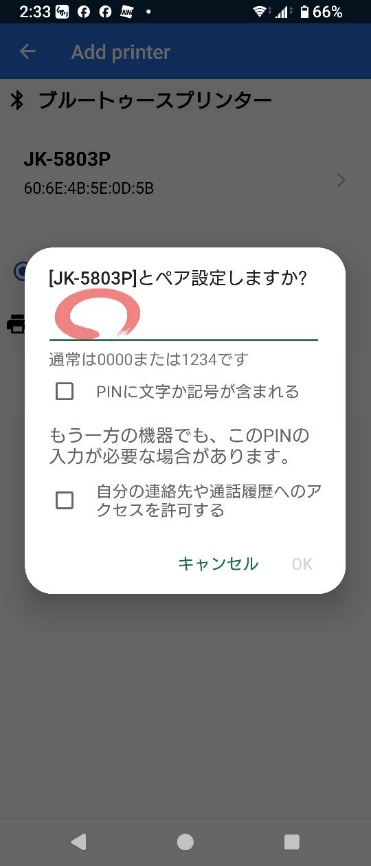 2:33
66%
Add printer
ブルートゥースプリンター
JK-5803P
60:6E:4B:5E:0D:5B
[JK-5803P]とペア設定しますか?
通常は0000または1234です
PINに文字か記号が含まれる
もう一方の機器でも、このPINの
入力が必要な場合があります。
自分の連絡先や通話履歴へのア
クセスを許可する
キャンセル
OK